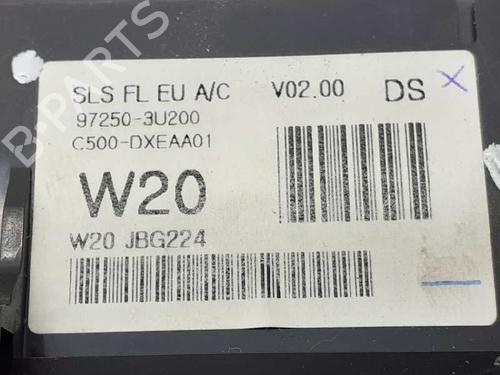 SLS FL EU A/C V02.00 DS X
97250-3U200
C500-DXEAA01
W20
W20 JBG224
B-PARTS